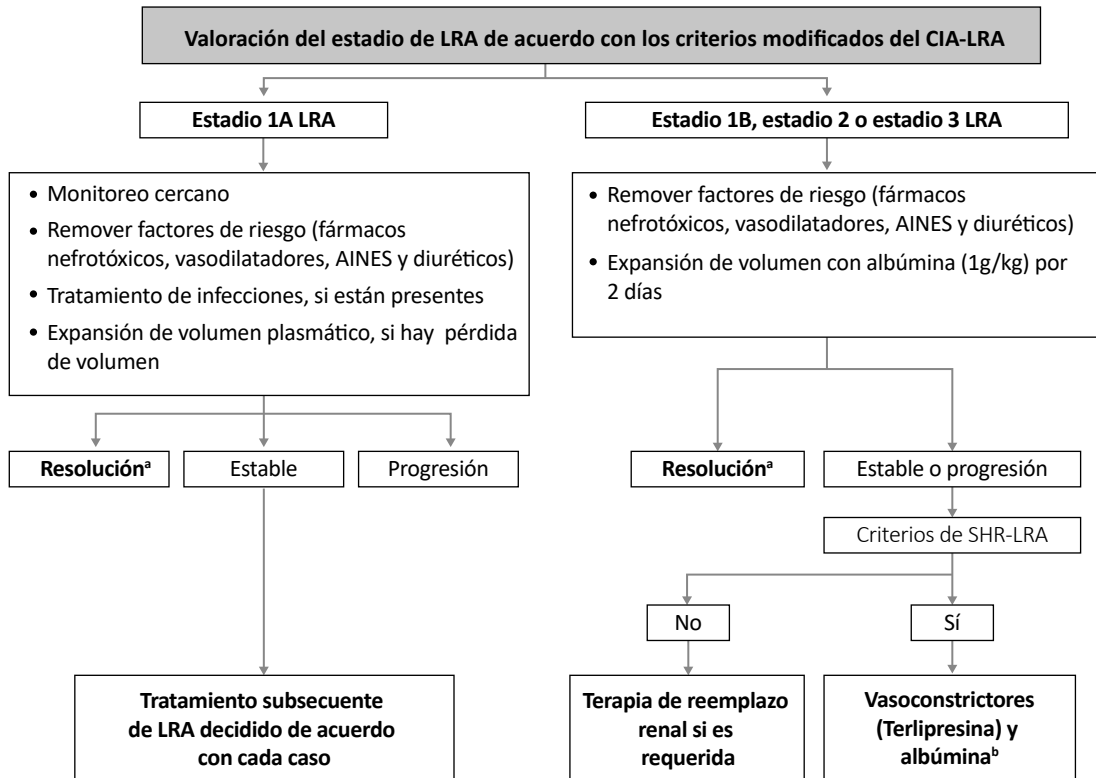 Valoración del estadio de LRA de acuerdo con los criterios modificados del CIA-LRA
Estadio 1A LRA
• Monitoreo cercano
• Remover factores de riesgo (fármacos
nefrotóxicos, vasodilatadores, AINES y diuréticos)
• Tratamiento de infecciones, si están presentes
• Expansión de volumen plasmático, si hay pérdida
de volumen
Resoluciónª
Estable
Progresión
Tratamiento subsecuente
de LRA decidido de acuerdo
con cada caso
Estadio 1B, estadio 2 o estadio 3 LRA
• Remover factores de riesgo (fármacos
nefrotóxicos, vasodilatadores, AINES y diuréticos)
• Expansión de volumen con albúmina (1g/kg) por
2 días
Resoluciónª
Estable o progresión
Criterios de SHR-LRA
No
Sí
Terapia de reemplazo
renal si es
requerida
Vasoconstrictores
(Terlipresina) y
albúminaᵇ